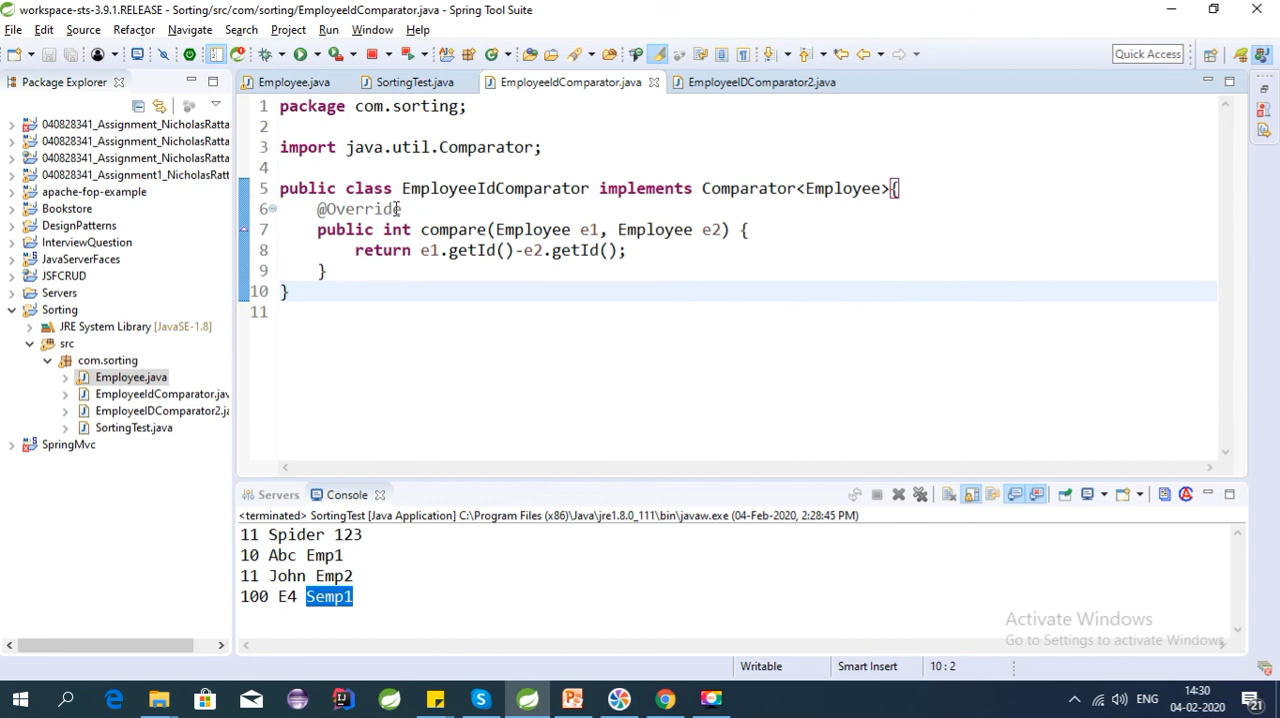 workspace-sts-3.9.1.RELEASE - Sorting/src/com/sorting/EmployeeIdComparator.java - Spring Tool Suite
File Edit Source Refactor Navigate Search Project Run Window Help
Quick Access
Package Explorer
Employee.java SortingTest.java EmployeeIdComparator.java EmployeeIDComparator2.java
040828341_Assignment_NicholasRatta
040828341_Assignment_NicholasRatta
040828341_Assignment_NicholasRatta
040828341_Assignment1_NicholasRatta
apache-fop-example
Bookstore
DesignPatterns
InterviewQuestion
JavaServerFaces
JSFCRUD
Servers
Sorting
JRE System Library [JavaSE-1.8]
src
com.sorting
Employee.java
EmployeeIdComparator.jav
EmployeeIDComparator2.ja
SortingTest.java
SpringMvc
1 package com.sorting;
2
3 import java.util.Comparator;
4
5 public class EmployeeIdComparator implements Comparator<Employee>{
6 @Override
7 public int compare(Employee e1, Employee e2) {
8 return e1.getId()-e2.getId();
9 }
10 }
11
Servers Console
<terminated> SortingTest [Java Application] C:\Program Files (x86)\Java\jre1.8.0_111\bin\javaw.exe (04-Feb-2020, 2:28:45 PM)
11 Spider 123
10 Abc Emp1
11 John Emp2
100 E4 Semp1
Activate Windows
Go to Settings to activate Windows.
Writable Smart Insert 10 : 2
ENG
14:30
04-02-2020
21